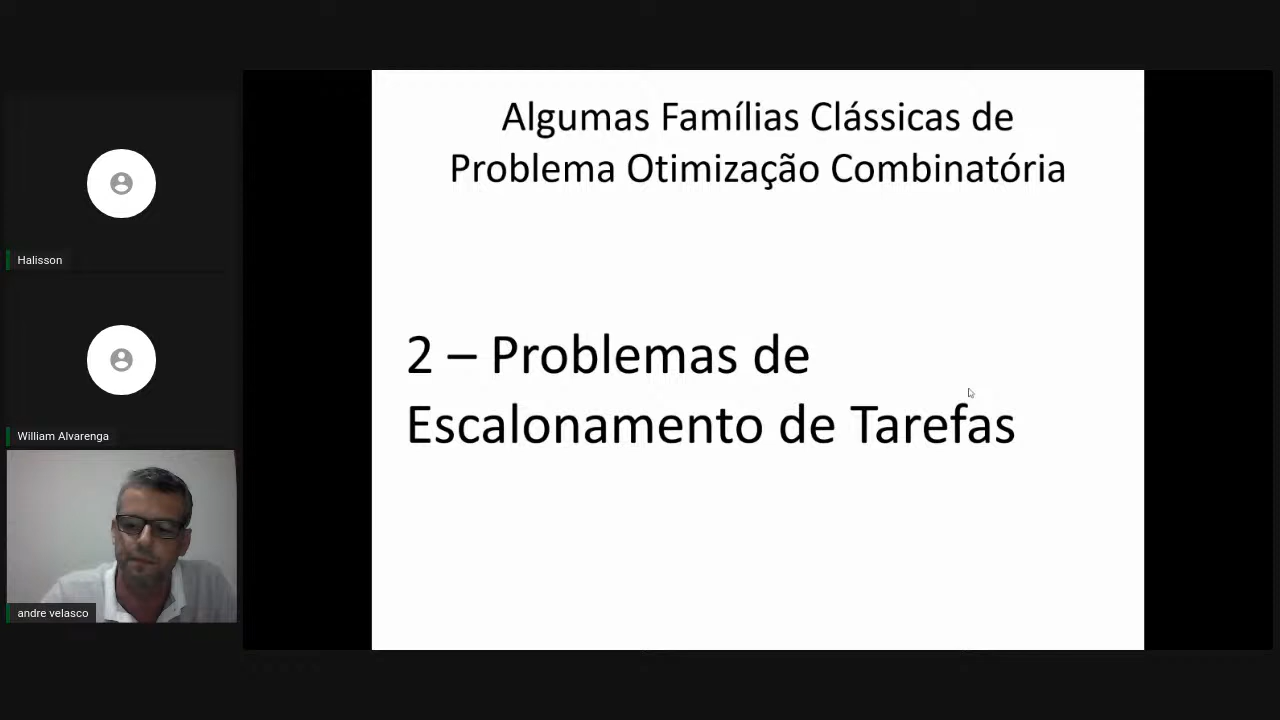 Algumas Famílias Clássicas de
Problema Otimização Combinatória
2 – Problemas de
Escalonamento de Tarefas
Halisson
William Alvarenga
andre velasco